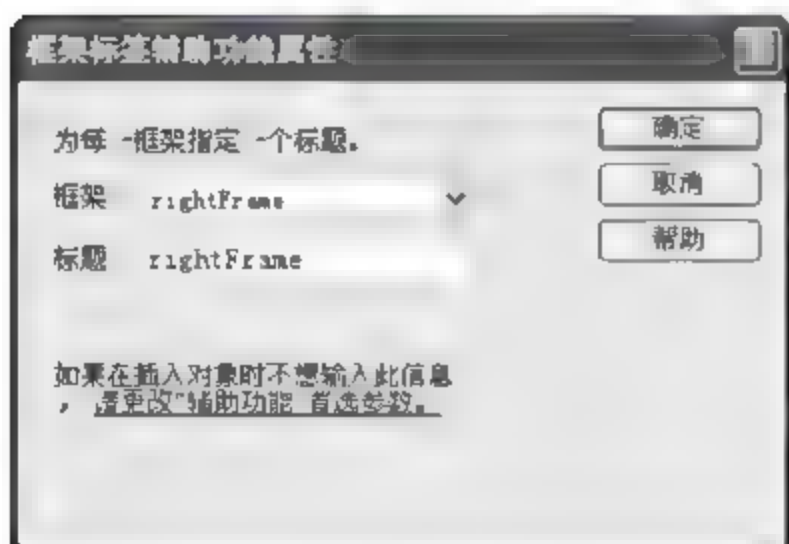 框架标签辅助功能属性
为每一框架指定一个标题。
框架 rightFrame
标题 rightFrame
确定
取消
帮助
如果在插入对象时不想输入此信息
，请更改"辅助功能"首选参数。